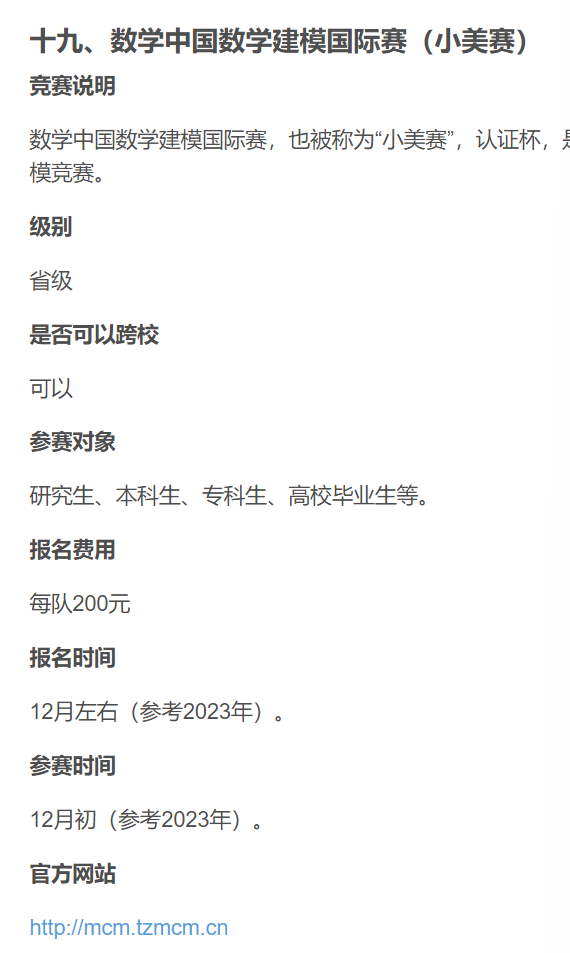 十九、数学中国数学建模国际赛（小美赛）
竞赛说明
数学中国数学建模国际赛，也被称为“小美赛”，认证杯，
模竞赛。
级别
省级
是否可以跨校
可以
参赛对象
研究生、本科生、专科生、高校毕业生等。
报名费用
每队200元
报名时间
12月左右（参考2023年）。
参赛时间
12月初（参考2023年）。
官方网站
http://mcm.tzmcm.cn